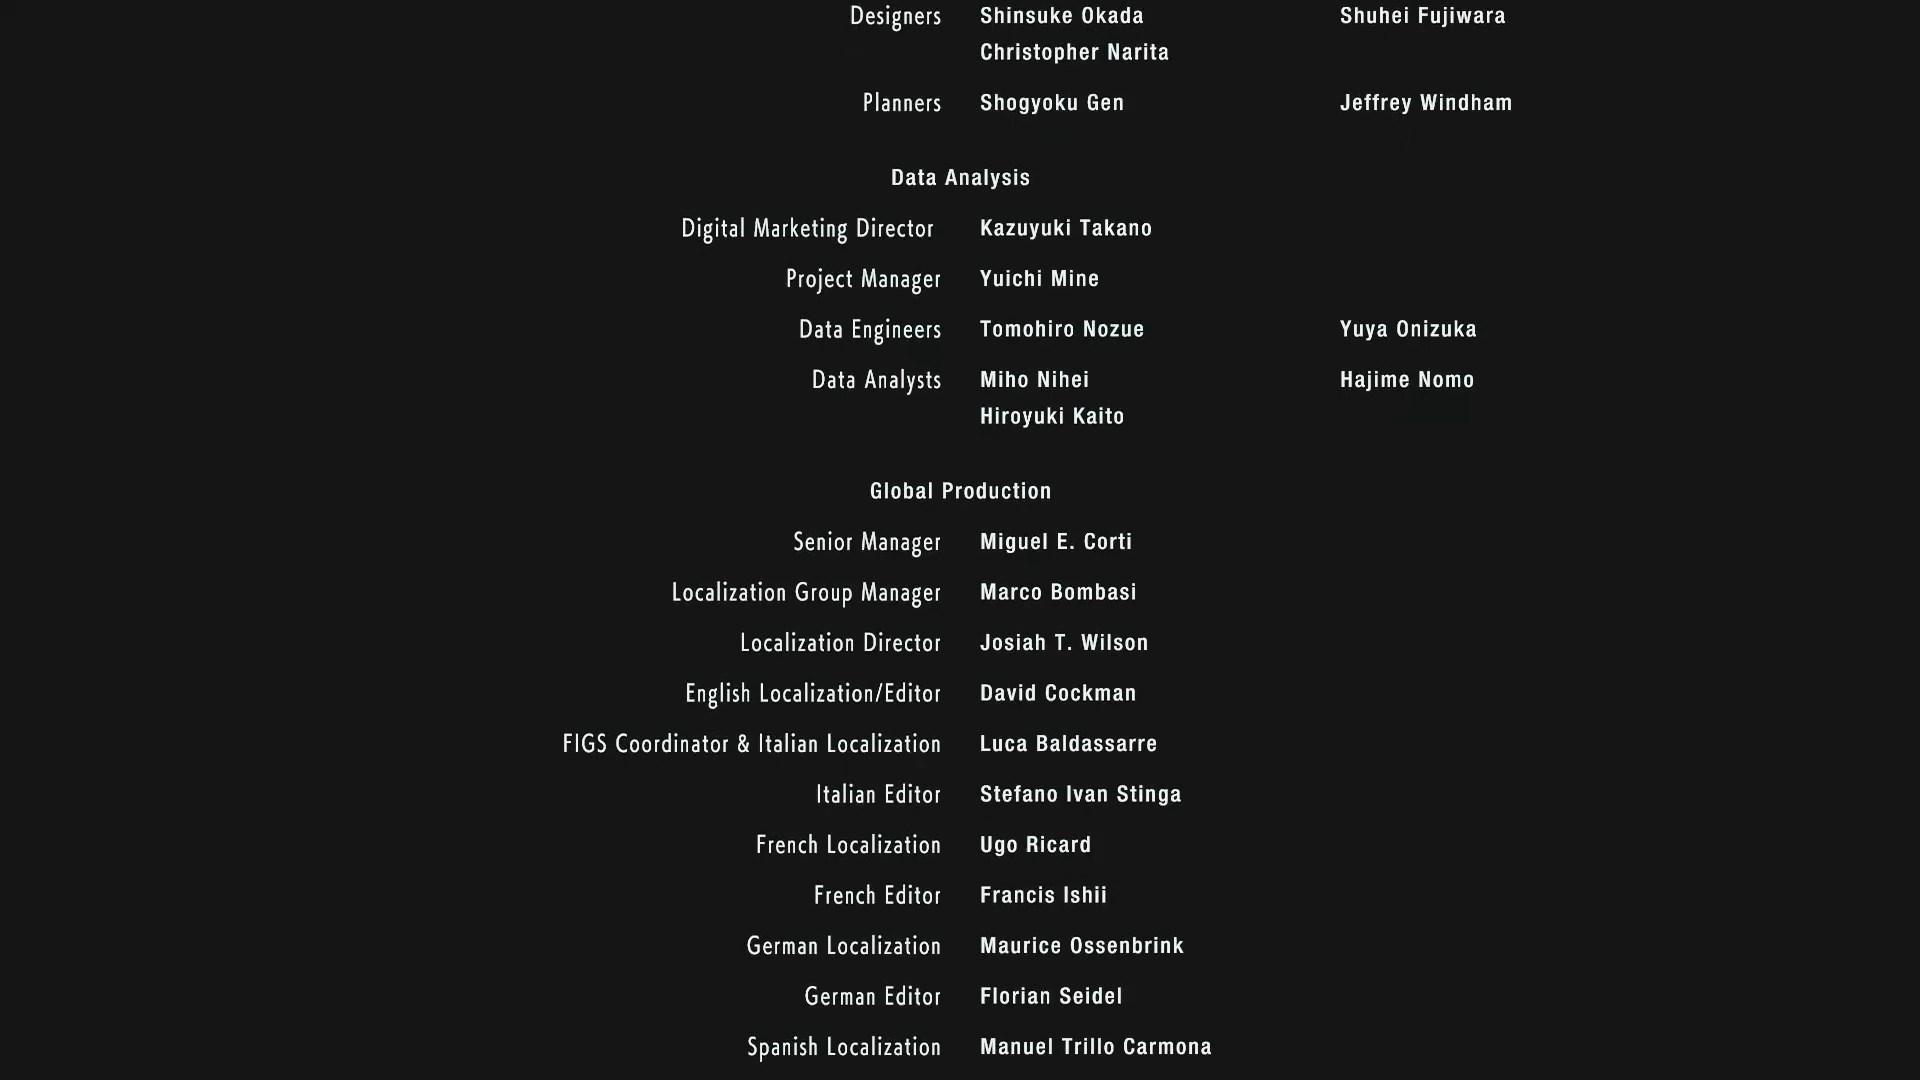 Designers Shinsuke Okada Shuhei Fujiwara
Christopher Narita
Planners Shogyoku Gen Jeffrey Windham
Data Analysis
Digital Marketing Director Kazuyuki Takano
Project Manager Yuichi Mine
Data Engineers Tomohiro Nozue Yuya Onizuka
Data Analysts Miho Nihei Hajime Nomo
Hiroyuki Kaito
Global Production
Senior Manager Miguel E. Corti
Localization Group Manager Marco Bombasi
Localization Director Josiah T. Wilson
English Localization/Editor David Cockman
FIGS Coordinator & Italian Localization Luca Baldassarre
Italian Editor Stefano Ivan Stinga
French Localization Ugo Ricard
French Editor Francis Ishii
German Localization Maurice Ossenbrink
German Editor Florian Seidel
Spanish Localization Manuel Trillo Carmona